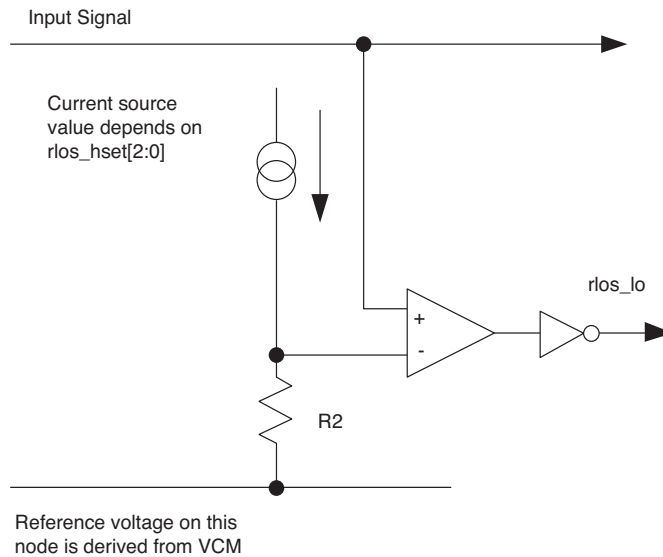 Input Signal
Current source
value depends on
rlos_hset[2:0]
rlos_lo
+
-
R2
Reference voltage on this
node is derived from VCM